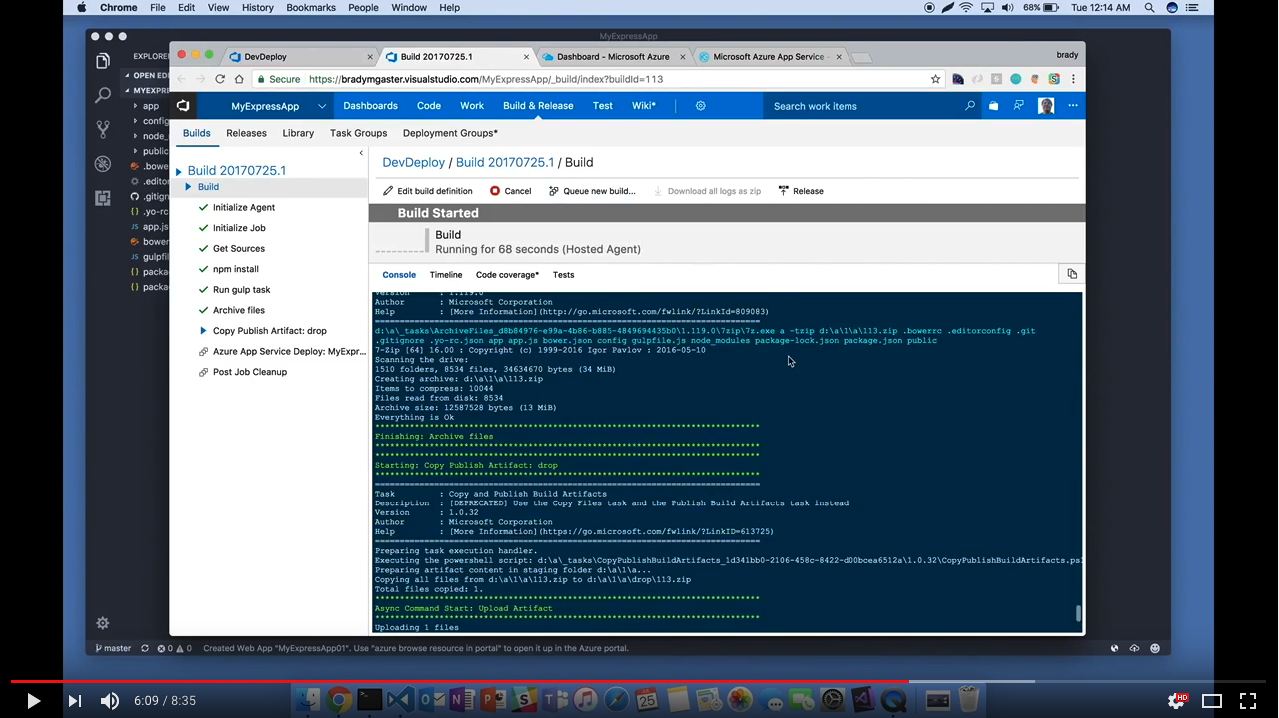 Chrome File Edit View History Bookmarks People Window Help 68% Tue 12:14 AM
MyExpressApp
EXPLORER
DevDeploy Build 20170725.1 Dashboard - Microsoft Azure Microsoft Azure App Service - brady
OPEN EDI
Secure https://bradymgaster.visualstudio.com/MyExpressApp/_build/index?buildId=113
MYEXPRE
MyExpressApp Dashboards Code Work Build & Release Test Wiki* Search work items
app
config
node_
public
.bower
.editor
.gitign
.yo-rc
app.js
bower
gulpfil
packa
packa
Builds Releases Library Task Groups Deployment Groups*
Build 20170725.1
Build
Initialize Agent
Initialize Job
Get Sources
npm install
Run gulp task
Archive files
Copy Publish Artifact: drop
Azure App Service Deploy: MyExpr...
Post Job Cleanup
DevDeploy / Build 20170725.1 / Build
Edit build definition Cancel Queue new build... Download all logs as zip Release
Build Started
Build
Running for 68 seconds (Hosted Agent)
Console Timeline Code coverage* Tests
Version : 1.119.0
Author : Microsoft Corporation
Help : [More Information](http://go.microsoft.com/fwlink/?LinkId=809083)
==============================================================================
d:\a\_tasks\ArchiveFiles_d8b84976-e99a-4b86-b885-4849694435b0\1.119.0\7zip\7z.exe a -tzip d:\a\1\a\113.zip .bowerrc .editorconfig .git
.gitignore .yo-rc.json app app.js bower.json config gulpfile.js node_modules package-lock.json package.json public
7-Zip [64] 16.00 : Copyright (c) 1999-2016 Igor Pavlov : 2016-05-10
Scanning the drive:
1510 folders, 8534 files, 34634670 bytes (34 MiB)
Creating archive: d:\a\1\a\113.zip
Items to compress: 10044
Files read from disk: 8534
Archive size: 12587528 bytes (13 MiB)
Everything is Ok
******************************************************************************
Finishing: Archive files
******************************************************************************
******************************************************************************
Starting: Copy Publish Artifact: drop
******************************************************************************
==============================================================================
Task : Copy and Publish Build Artifacts
Description : [DEPRECATED] Use the Copy Files task and the Publish Build Artifacts task instead
Version : 1.0.32
Author : Microsoft Corporation
Help : [More Information](https://go.microsoft.com/fwlink/?LinkID=613725)
==============================================================================
Preparing task execution handler.
Executing the powershell script: d:\a\_tasks\CopyPublishBuildArtifacts_1d341bb0-2106-458c-8422-d00bcea6512a\1.0.32\CopyPublishBuildArtifacts.ps1
Preparing artifact content in staging folder d:\a\1\a...
Copying all files from d:\a\1\a\113.zip to d:\a\1\a\drop\113.zip
Total files copied: 1.
******************************************************************************
Async Command Start: Upload Artifact
******************************************************************************
Uploading 1 files
master 0 0 Created Web App "MyExpressApp01". Use "azure browse resource in portal" to open it up in the Azure portal.
25
6:09 / 8:35 HD